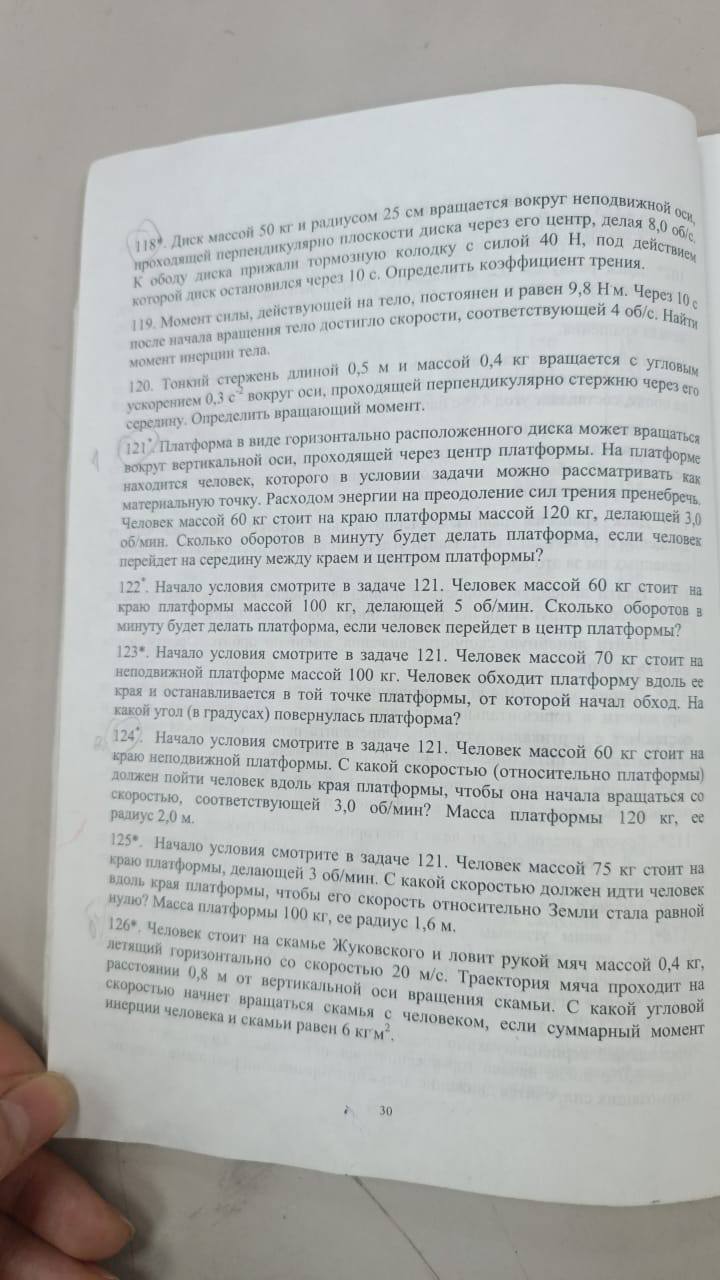 118*. Диск массой 50 кг и радиусом 25 см вращается вокруг неподвижной оси,
проходящей перпендикулярно плоскости диска через его центр, делая 8,0 об/с.
К ободу диска прижали тормозную колодку с силой 40 Н, под действием
которой диск остановился через 10 с. Определить коэффициент трения.
119. Момент силы, действующей на тело, постоянен и равен 9,8 Н·м. Через 10 с
после начала вращения тело достигло скорости, соответствующей 4 об/с. Найти
момент инерции тела.
120. Тонкий стержень длиной 0,5 м и массой 0,4 кг вращается с угловым
ускорением 0,3 с⁻² вокруг оси, проходящей перпендикулярно стержню через его
середину. Определить вращающий момент.
121*. Платформа в виде горизонтально расположенного диска может вращаться
вокруг вертикальной оси, проходящей через центр платформы. На платформе
находится человек, которого в условии задачи можно рассматривать как
материальную точку. Расходом энергии на преодоление сил трения пренебречь.
Человек массой 60 кг стоит на краю платформы массой 120 кг, делающей 3,0
об/мин. Сколько оборотов в минуту будет делать платформа, если человек
перейдет на середину между краем и центром платформы?
122*. Начало условия смотрите в задаче 121. Человек массой 60 кг стоит на
краю платформы массой 100 кг, делающей 5 об/мин. Сколько оборотов в
минуту будет делать платформа, если человек перейдет в центр платформы?
123*. Начало условия смотрите в задаче 121. Человек массой 70 кг стоит на
неподвижной платформе массой 100 кг. Человек обходит платформу вдоль ее
края и останавливается в той точке платформы, от которой начал обход. На
какой угол (в градусах) повернулась платформа?
124*. Начало условия смотрите в задаче 121. Человек массой 60 кг стоит на
краю неподвижной платформы. С какой скоростью (относительно платформы)
должен пойти человек вдоль края платформы, чтобы она начала вращаться со
скоростью, соответствующей 3,0 об/мин? Масса платформы 120 кг, ее
радиус 2,0 м.
125*. Начало условия смотрите в задаче 121. Человек массой 75 кг стоит на
краю платформы, делающей 3 об/мин. С какой скоростью должен идти человек
вдоль края платформы, чтобы его скорость относительно Земли стала равной
нулю? Масса платформы 100 кг, ее радиус 1,6 м.
126*. Человек стоит на скамье Жуковского и ловит рукой мяч массой 0,4 кг,
летящий горизонтально со скоростью 20 м/с. Траектория мяча проходит на
расстоянии 0,8 м от вертикальной оси вращения скамьи. С какой угловой
скоростью начнет вращаться скамья с человеком, если суммарный момент
инерции человека и скамьи равен 6 кг·м².
30